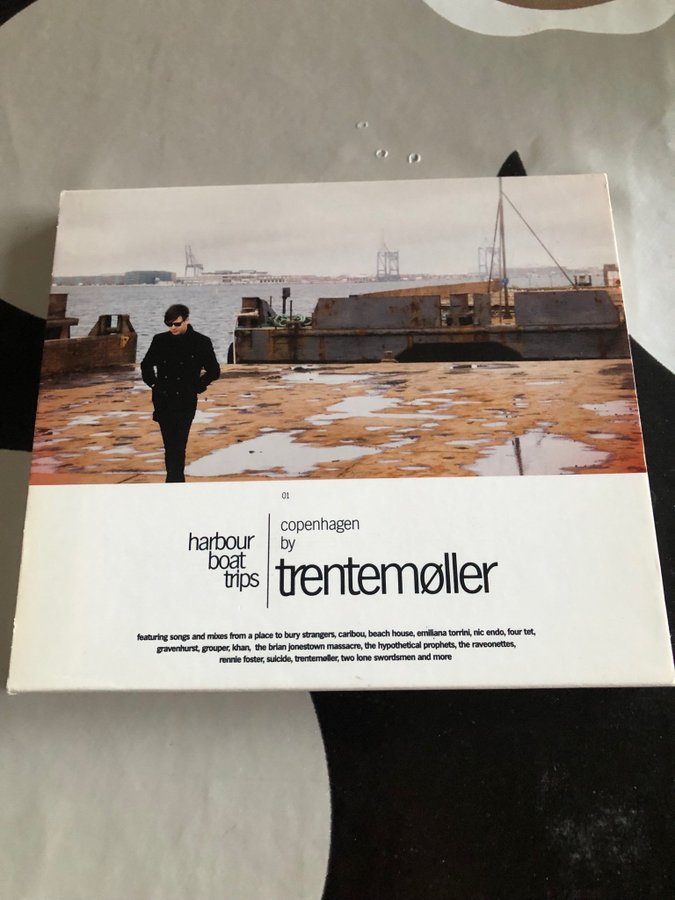 01
harbour
boat
trips
copenhagen
by
trentemøller
featuring songs and mixes from a place to bury strangers, caribou, beach house, emiliana torrini, nic endo, four tet,
gravenhurst, grouper, khan, the brian jonestown massacre, the hypothetical prophets, the raveonettes,
rennie foster, suicide, trentemøller, two lone swordsmen and more